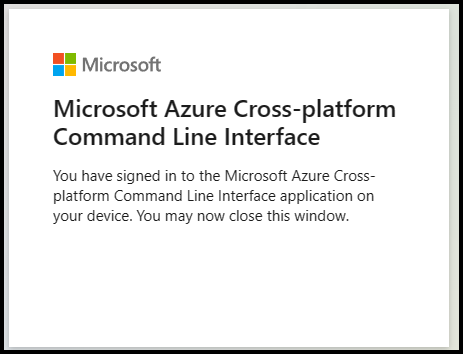 Microsoft
Microsoft Azure Cross-platform
Command Line Interface
You have signed in to the Microsoft Azure Cross-
platform Command Line Interface application on
your device. You may now close this window.